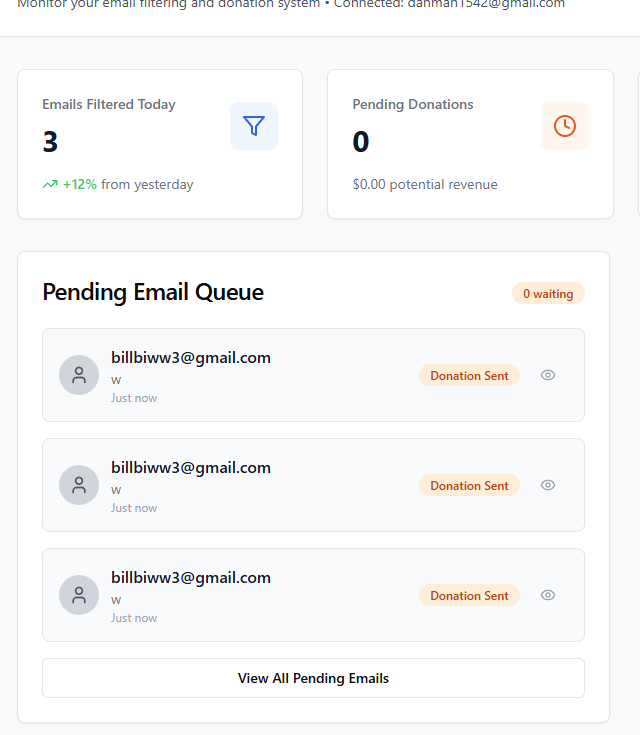 Monitor your email filtering and donation system • Connected: danman1542@gmail.com
Emails Filtered Today
3
+12% from yesterday
Pending Donations
0
$0.00 potential revenue
Pending Email Queue
0 waiting
billbiww3@gmail.com
w
Just now
Donation Sent
billbiww3@gmail.com
w
Just now
Donation Sent
billbiww3@gmail.com
w
Just now
Donation Sent
View All Pending Emails